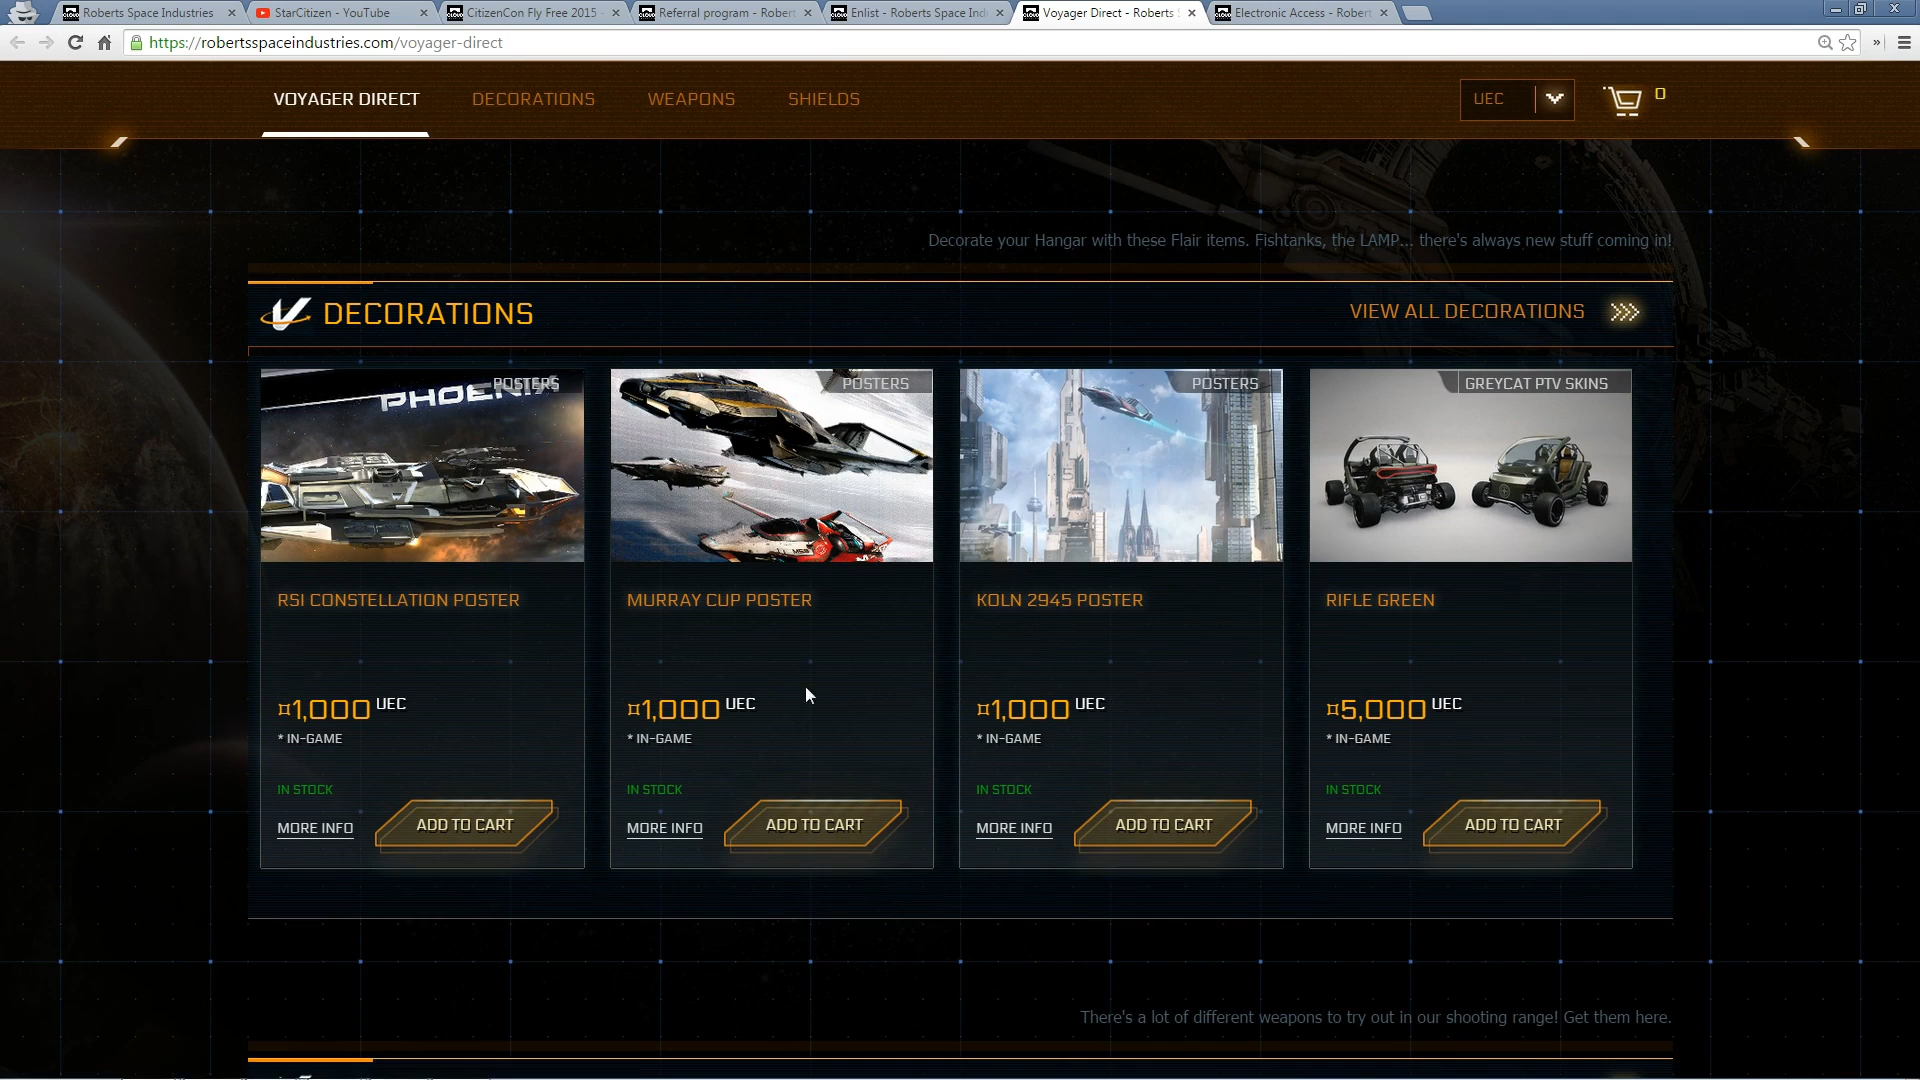 Roberts Space Industries
StarCitizen - YouTube
CitizenCon Fly Free 2015 -
Referral program - Robert
Enlist - Roberts Space Ind
Voyager Direct - Roberts S
Electronic Access - Robert
https://robertsspaceindustries.com/voyager-direct
VOYAGER DIRECT
DECORATIONS
WEAPONS
SHIELDS
UEC
0
Decorate your Hangar with these Flair items. Fishtanks, the LAMP... there's always new stuff coming in!
DECORATIONS
VIEW ALL DECORATIONS
POSTERS
PHOENIX
POSTERS
POSTERS
GREYCAT PTV SKINS
RSI CONSTELLATION POSTER
MURRAY CUP POSTER
KOLN 2945 POSTER
RIFLE GREEN
¤1,000 UEC
* IN-GAME
IN STOCK
MORE INFO
ADD TO CART
¤1,000 UEC
* IN-GAME
IN STOCK
MORE INFO
ADD TO CART
¤1,000 UEC
* IN-GAME
IN STOCK
MORE INFO
ADD TO CART
¤5,000 UEC
* IN-GAME
IN STOCK
MORE INFO
ADD TO CART
There's a lot of different weapons to try out in our shooting range! Get them here.